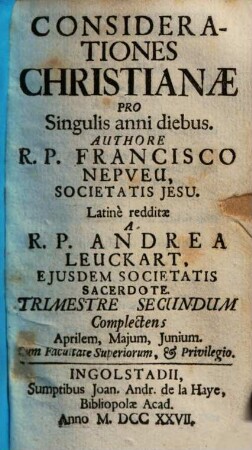 CONSIDERA-
TIONES
CHRISTIANÆ
PRO
Singulis anni diebus.
AUTHORE
R. P. FRANCISCO
NEPVEU,
SOCIETATIS JESU.
Latinè redditæ
A
R. P. ANDREA
LEUCKART,
EJUSDEM SOCIETATIS
SACERDOTE.
TRIMESTRE SECUNDUM
Complectens
Aprilem, Majum, Junium.
Cum Facultate Superiorum, & Privilegio.
INGOLSTADII,
Sumptibus Joan. Andr. de la Haye,
Bibliopolæ Acad.
Anno M. DCC XXVII.